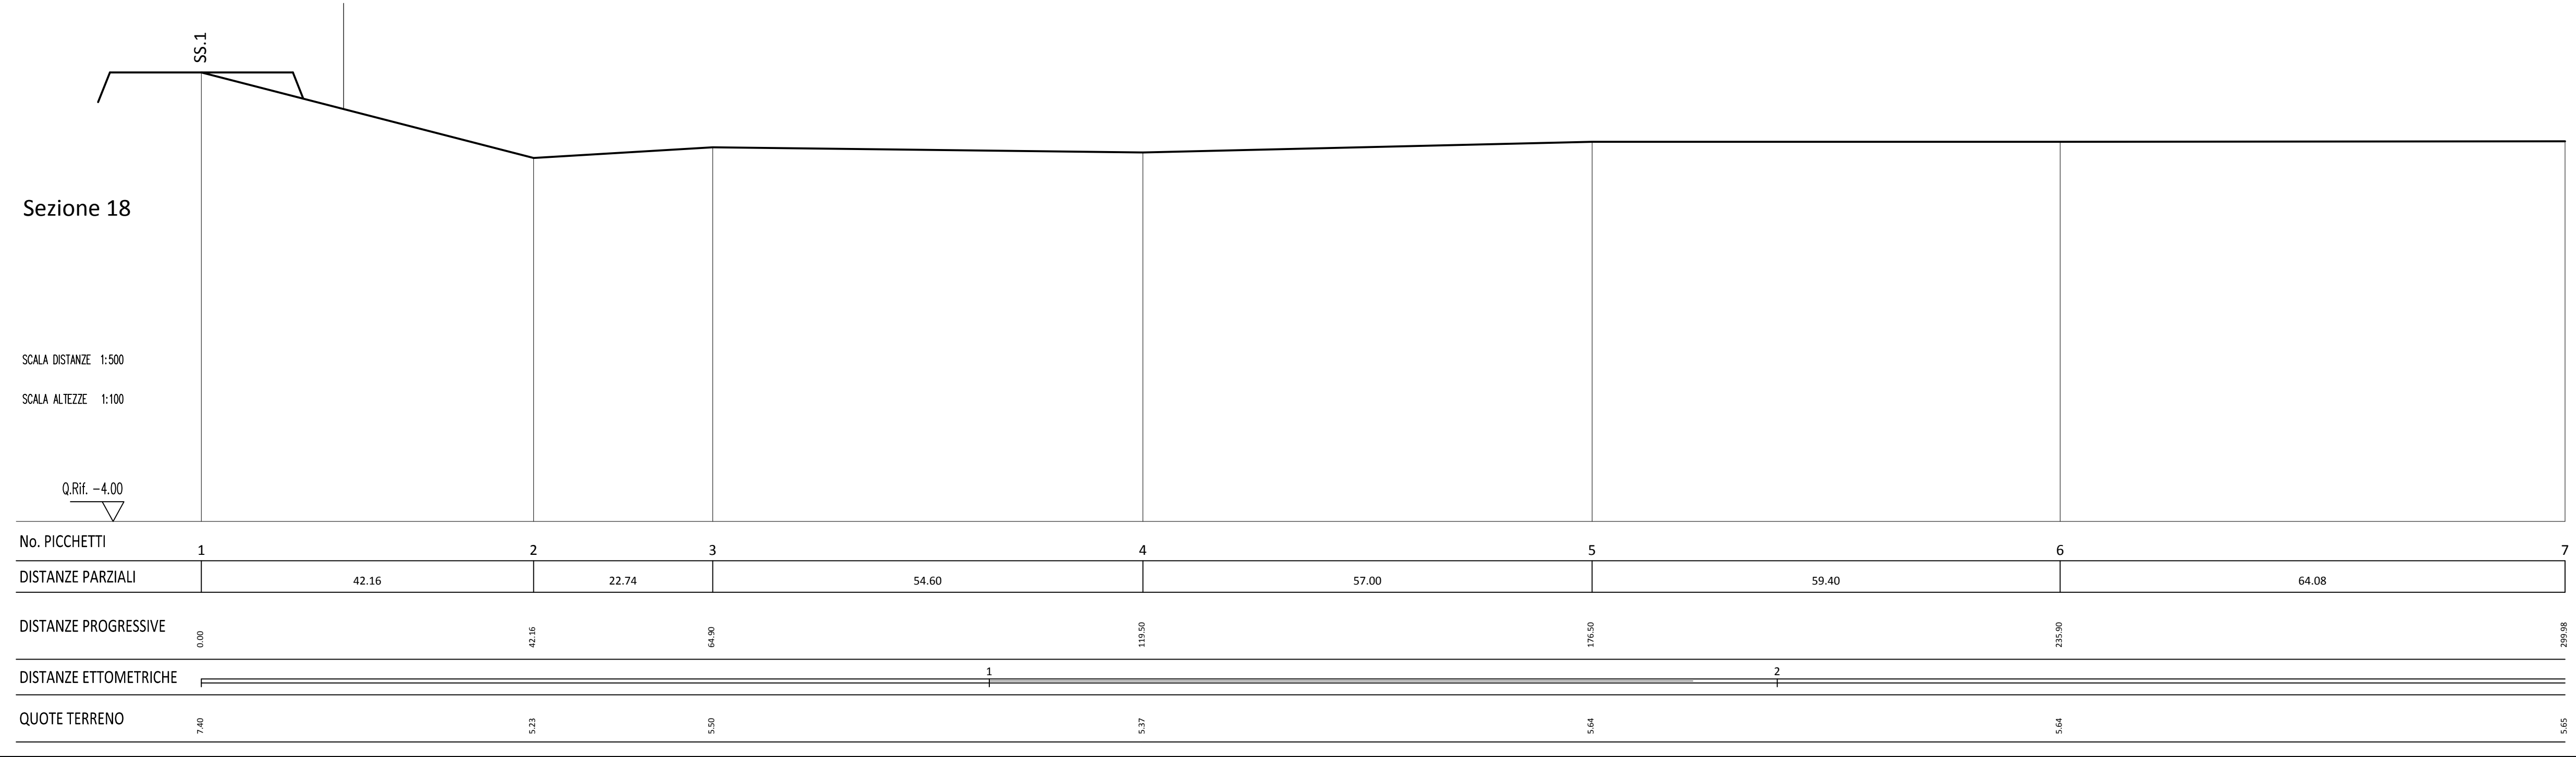 SS.1
Sezione 18
SCALA DISTANZE 1:500
SCALA ALTEZZE 1:100
Q.Rif. -4.00
No. PICCHETTI 1 2 3 4 5 6 7
DISTANZE PARZIALI 42.16 22.74 54.60 57.00 59.40 64.08
DISTANZE PROGRESSIVE 0.00 42.16 64.90 119.50 176.50 235.90 299.98
DISTANZE ETTOMETRICHE 1 2
QUOTE TERRENO 7.40 5.23 5.50 5.37 5.64 5.64 5.65